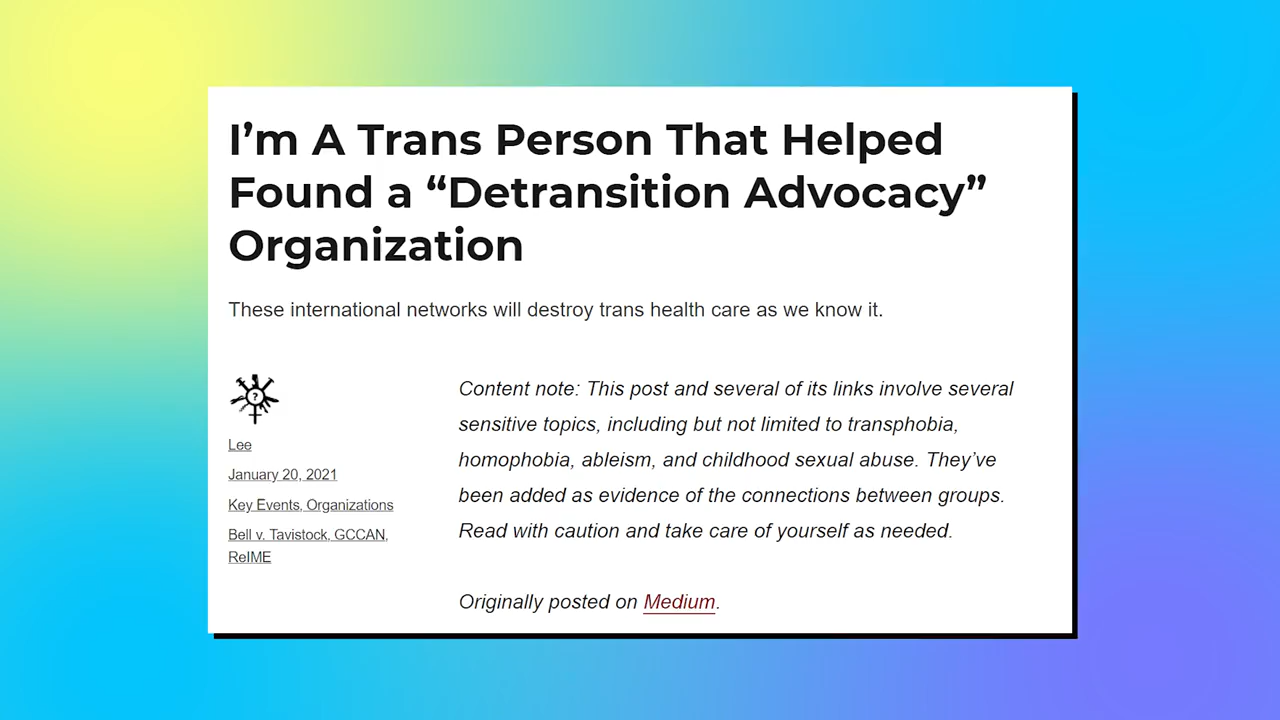 I’m A Trans Person That Helped
Found a “Detransition Advocacy”
Organization
These international networks will destroy trans health care as we know it.
?
Lee
January 20, 2021
Key Events, Organizations
Bell v. Tavistock, GCCAN,
ReIME
Content note: This post and several of its links involve several
sensitive topics, including but not limited to transphobia,
homophobia, ableism, and childhood sexual abuse. They’ve
been added as evidence of the connections between groups.
Read with caution and take care of yourself as needed.
Originally posted on Medium.